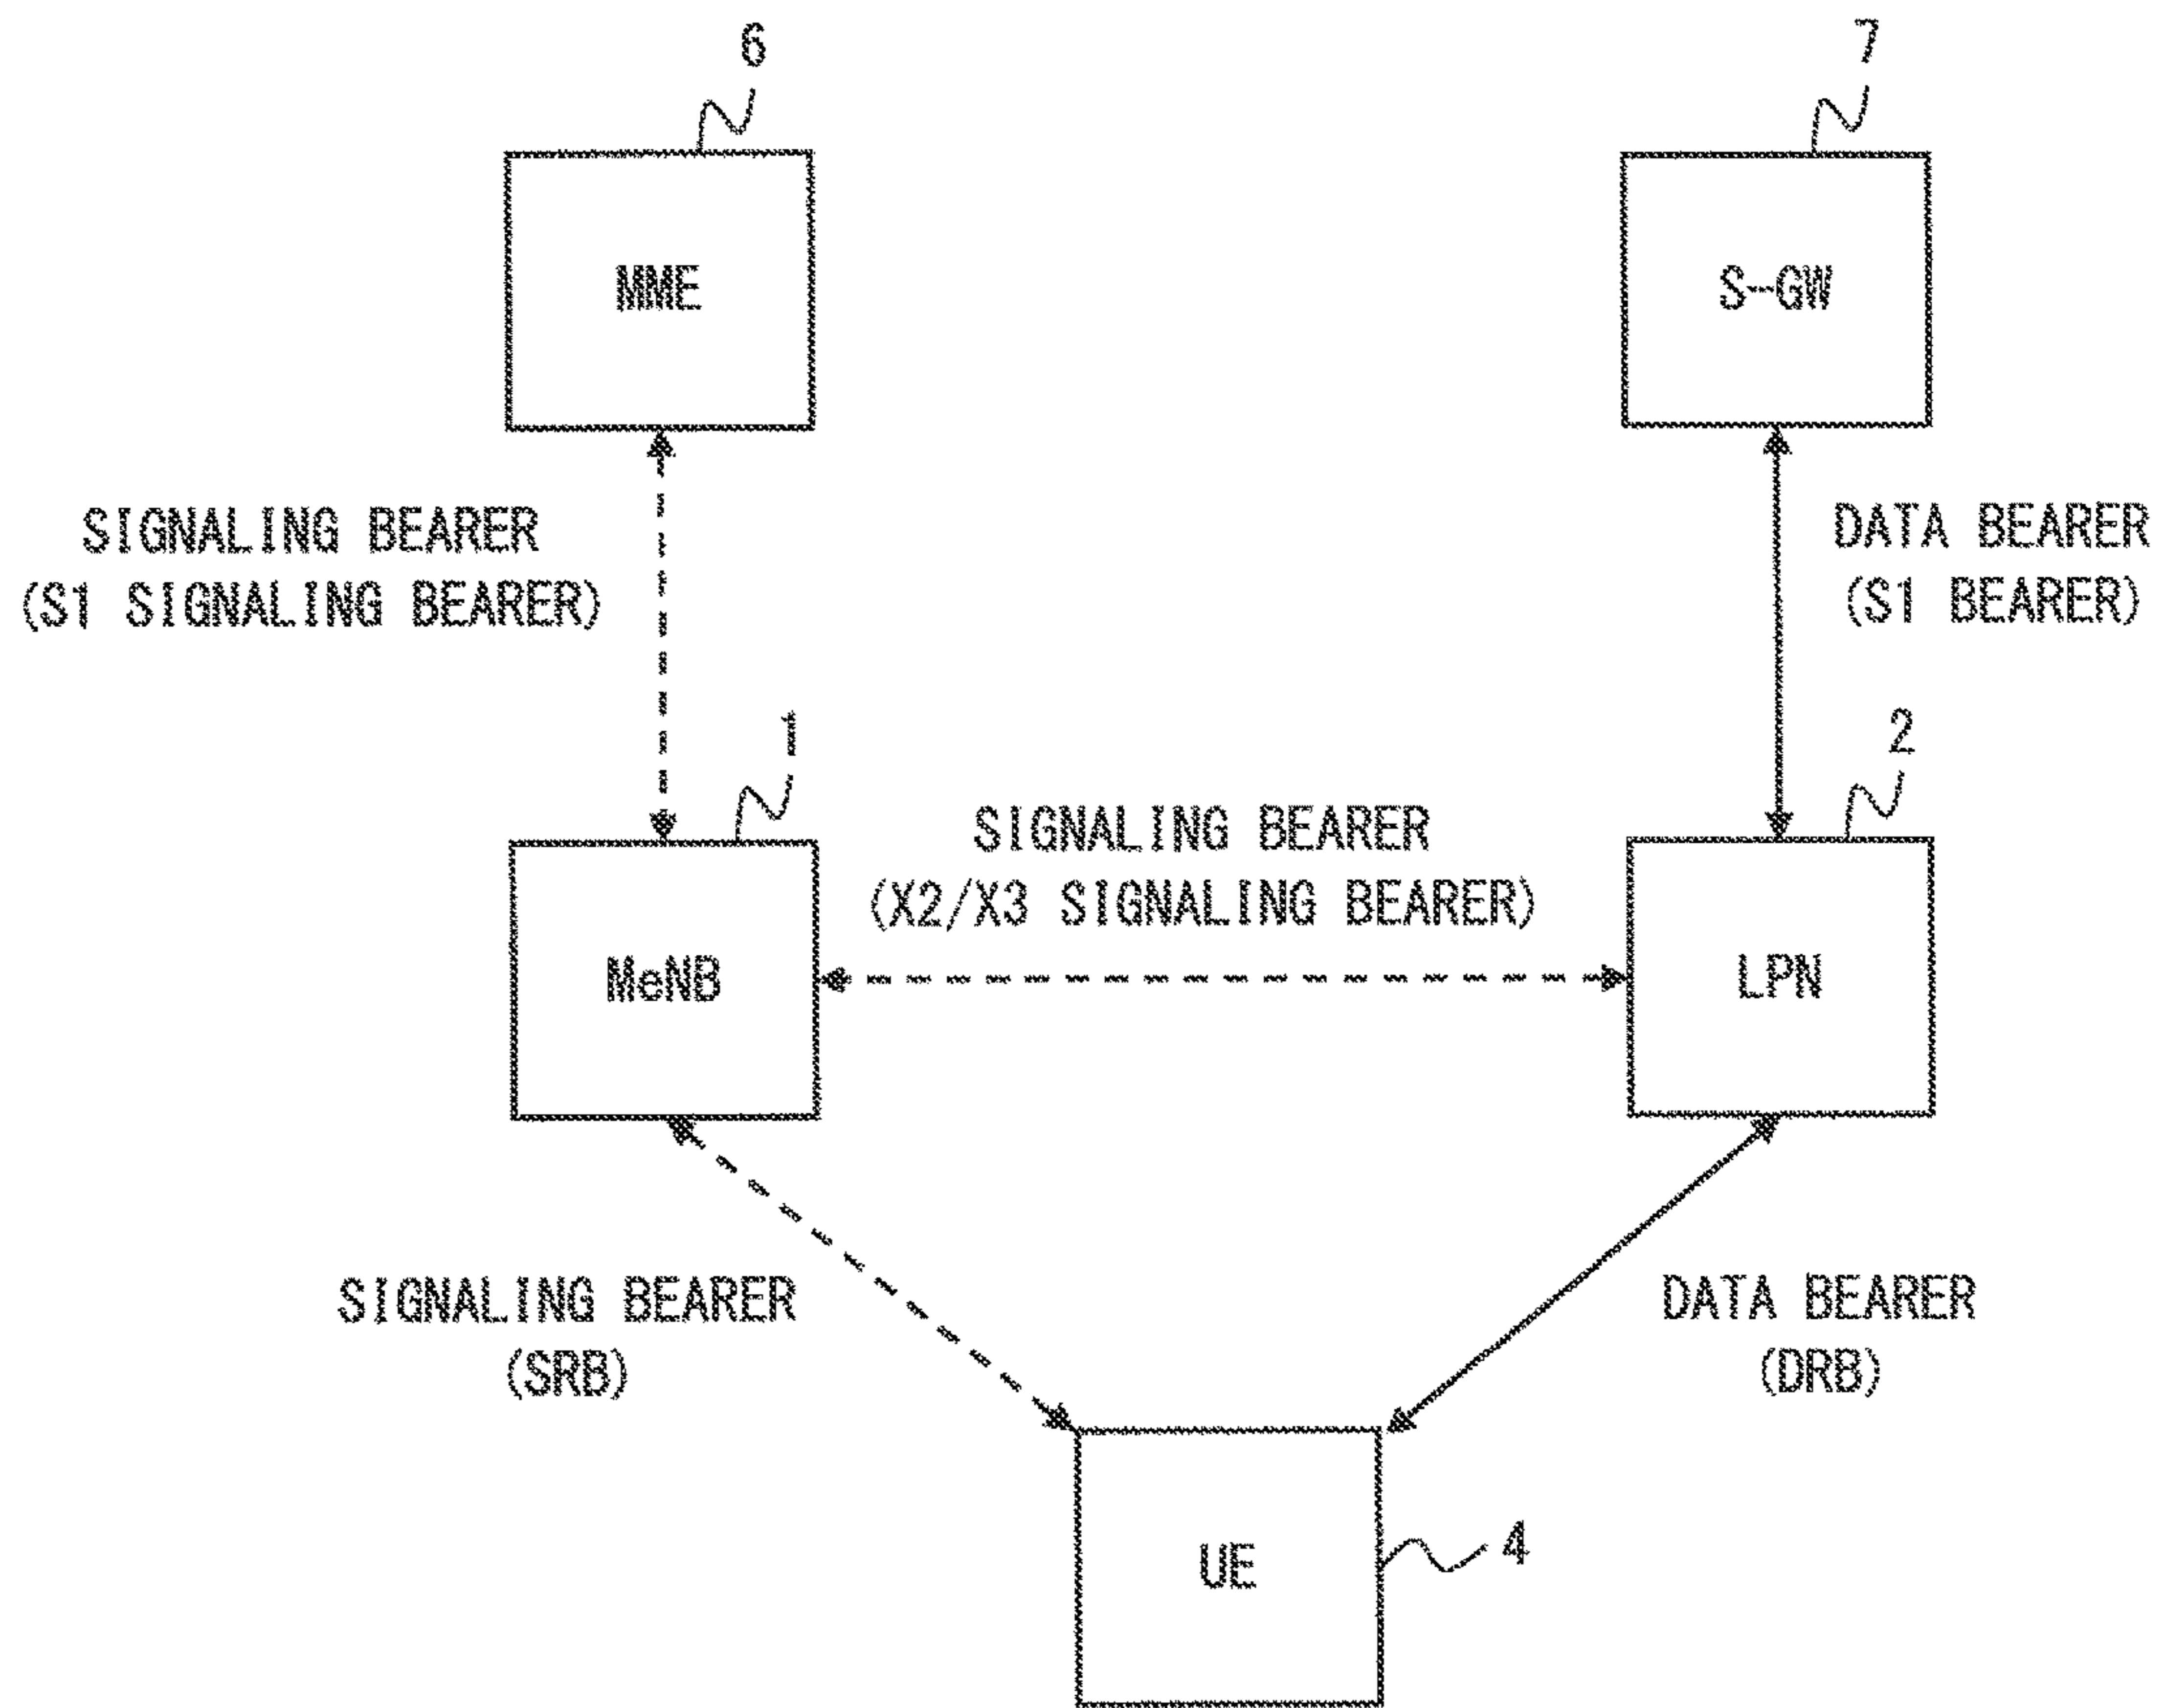 6
7
MME
S-GW
SIGNALING BEARER
(S1 SIGNALING BEARER)
DATA BEARER
(S1 BEARER)
1
2
SIGNALING BEARER
(X2/X3 SIGNALING BEARER)
MeNB
LPN
SIGNALING BEARER
(SRB)
DATA BEARER
(DRB)
UE
4